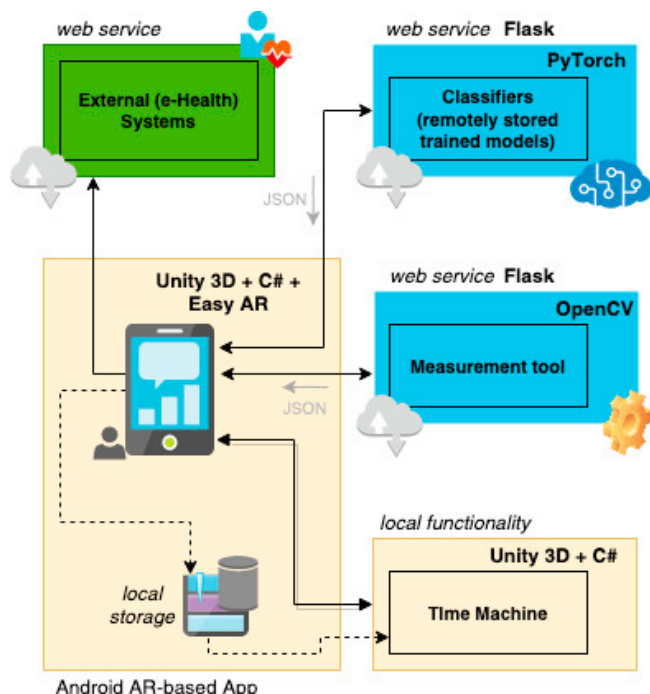 web service
External (e-Health)
Systems
web service Flask
PyTorch
Classifiers
(remotely stored
trained models)
JSON
Unity 3D + C# +
Easy AR
web service Flask
OpenCV
Measurement tool
JSON
local functionality
Unity 3D + C#
TIme Machine
local
storage
Android AR-based App